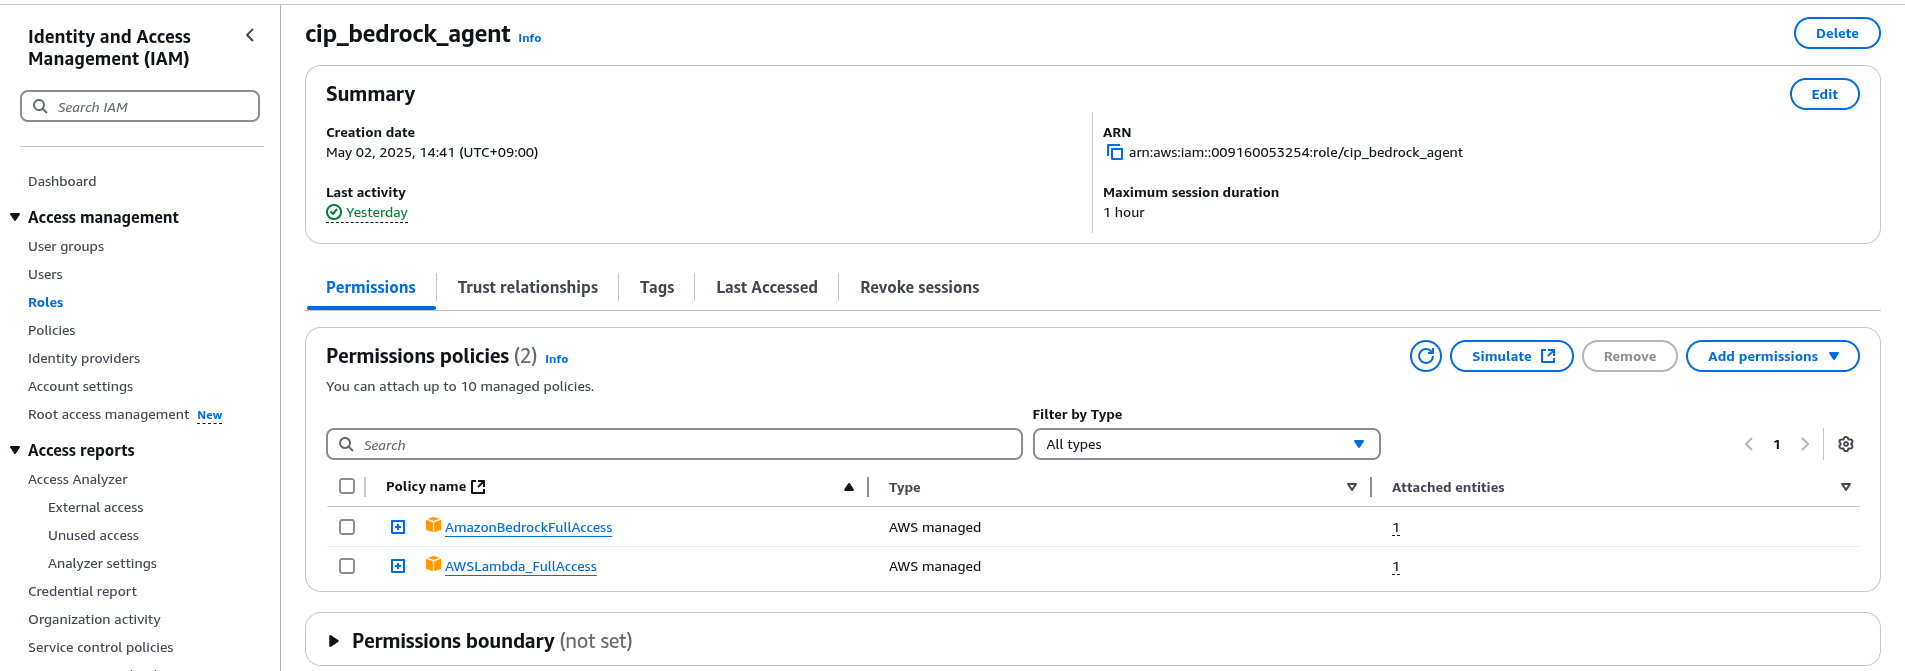 Identity and Access
Management (IAM)
Search IAM
Dashboard
Access management
User groups
Users
Roles
Policies
Identity providers
Account settings
Root access management New
Access reports
Access Analyzer
External access
Unused access
Analyzer settings
Credential report
Organization activity
Service control policies
cip_bedrock_agent Info
Delete
Summary
Edit
Creation date
May 02, 2025, 14:41 (UTC+09:00)
ARN
arn:aws:iam::009160053254:role/cip_bedrock_agent
Last activity
Yesterday
Maximum session duration
1 hour
Permissions
Trust relationships
Tags
Last Accessed
Revoke sessions
Permissions policies (2) Info
You can attach up to 10 managed policies.
Simulate
Remove
Add permissions
Filter by Type
Search
All types
1
Policy name
Type
Attached entities
AmazonBedrockFullAccess
AWS managed
1
AWSLambda_FullAccess
AWS managed
1
Permissions boundary (not set)